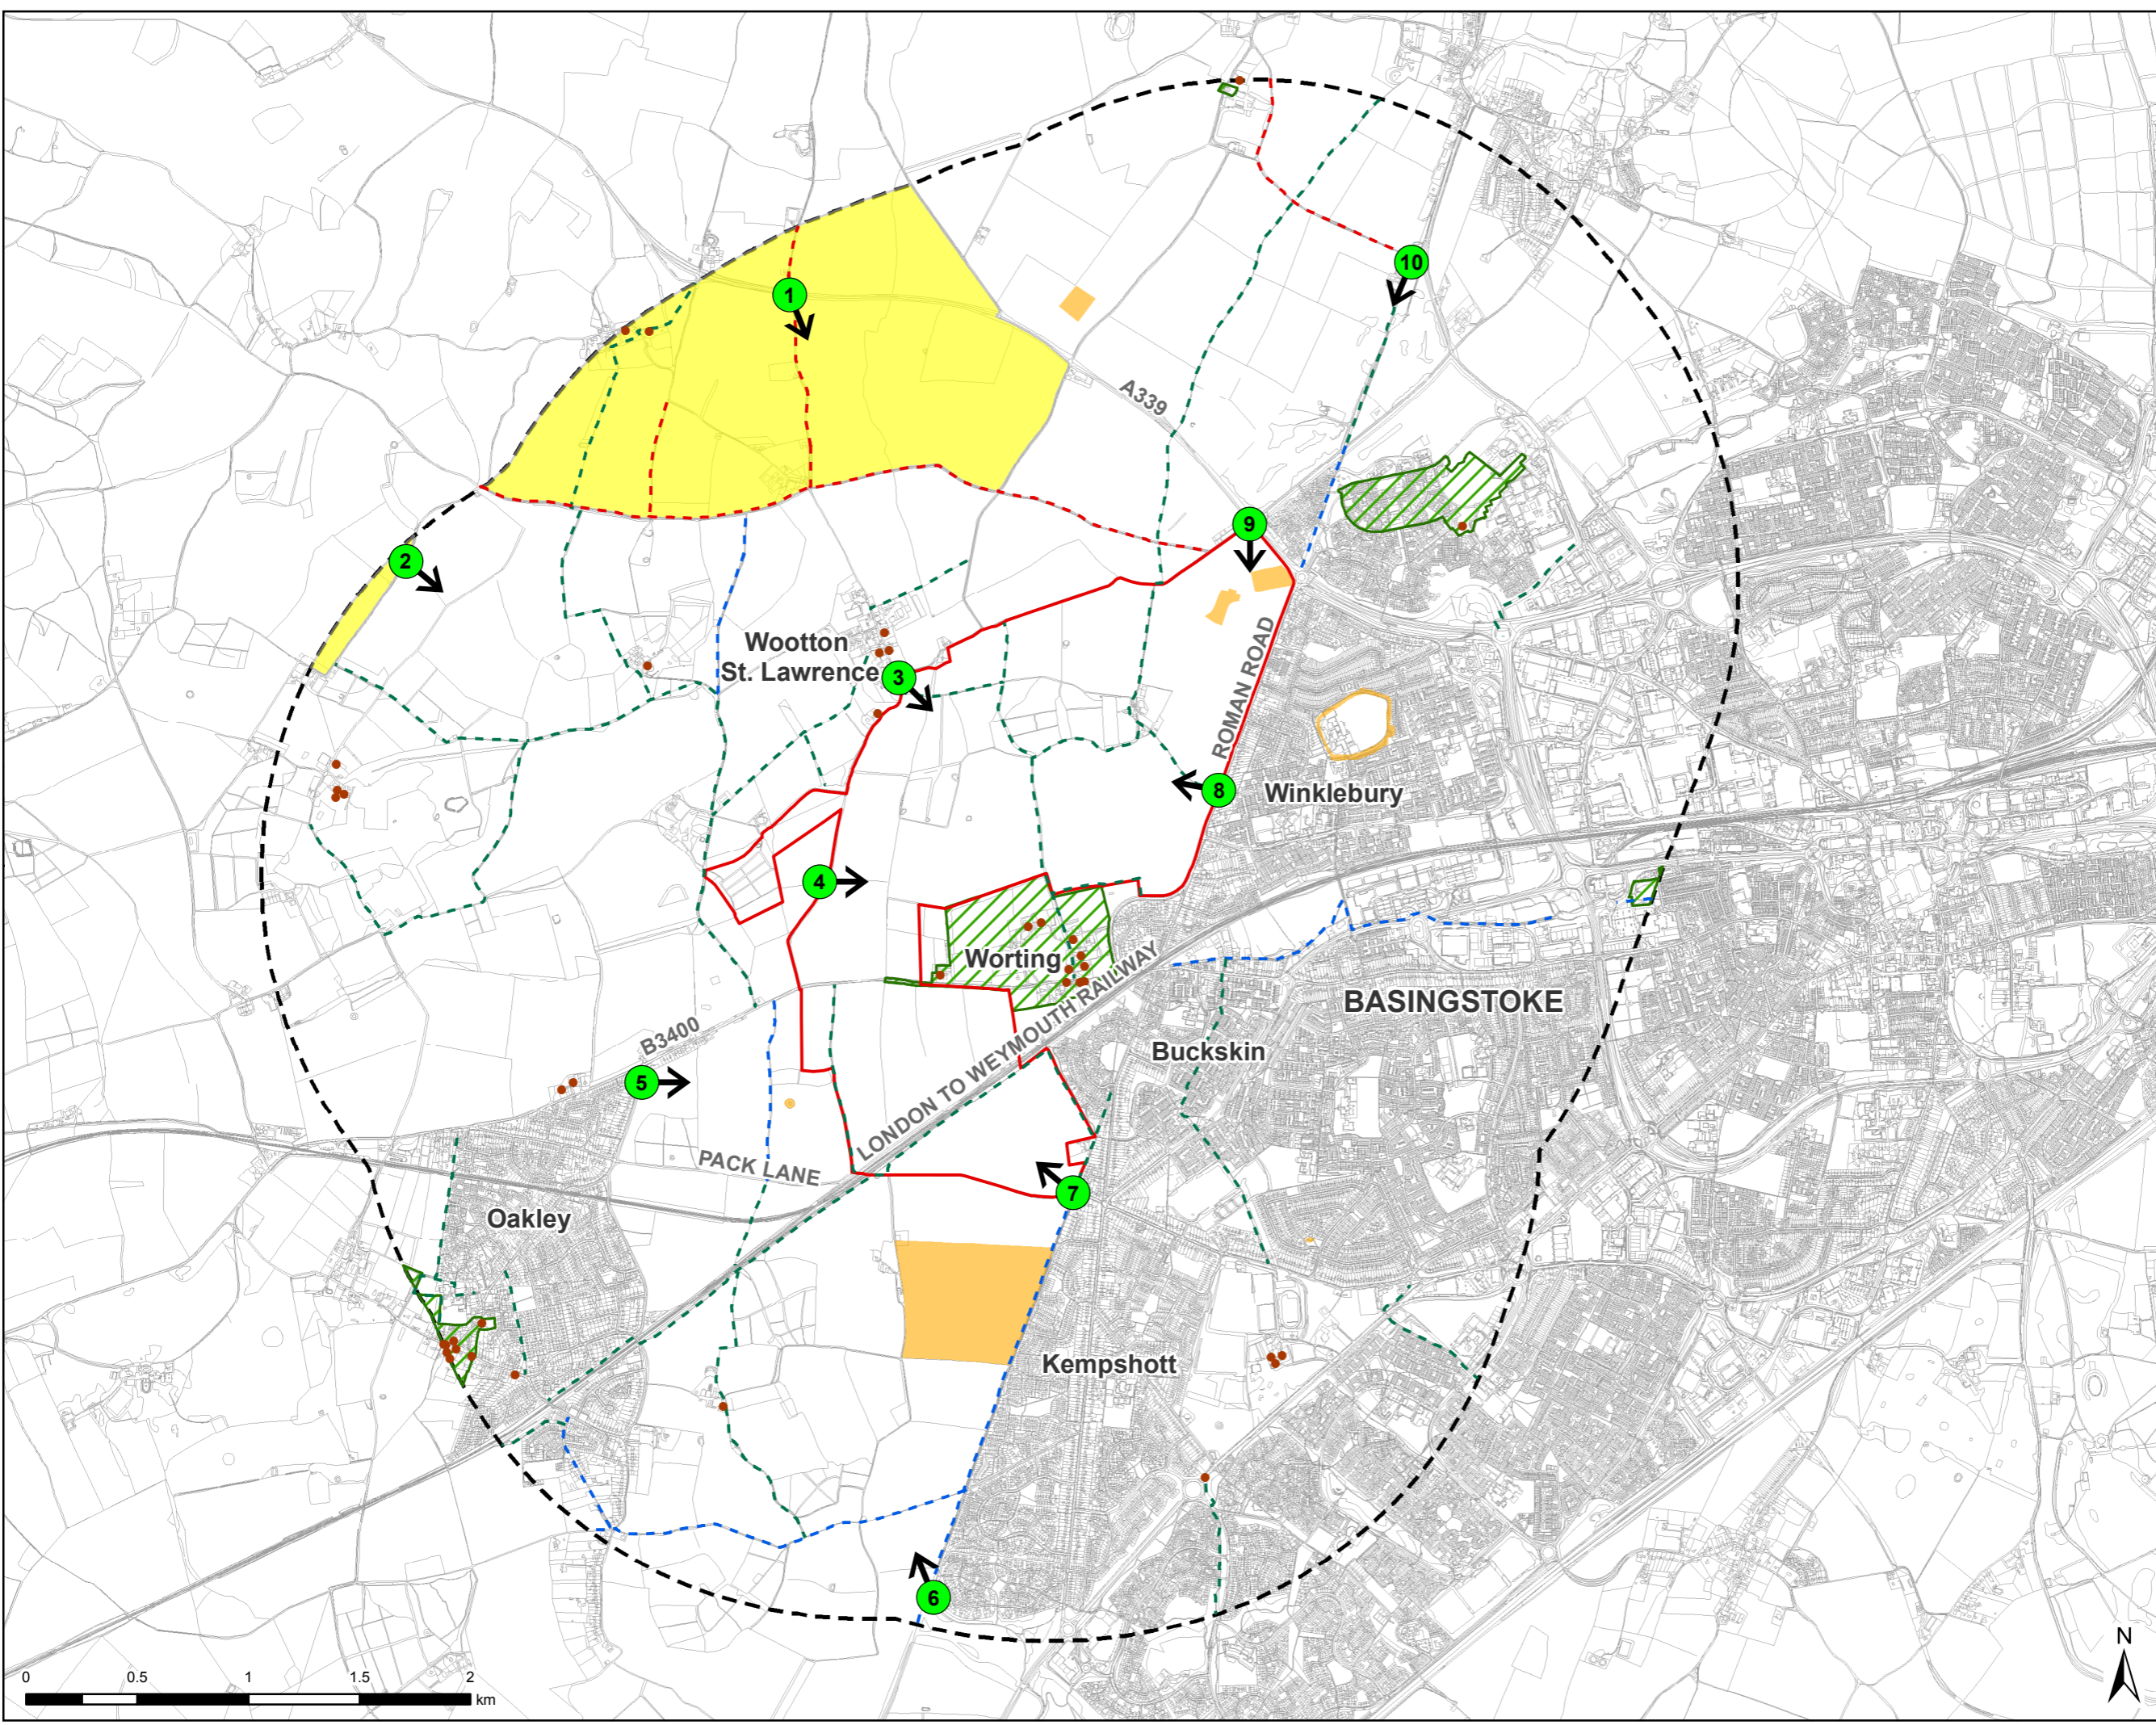 1
10
A339
9
2
Wootton
St. Lawrence
3
ROMAN ROAD
8
Winklebury
4
Worting
BASINGSTOKE
LONDON TO WEYMOUTH RAILWAY
B3400
Buckskin
5
PACK LANE
7
Oakley
Kempshott
6
N
0 0.5 1 1.5 2
km